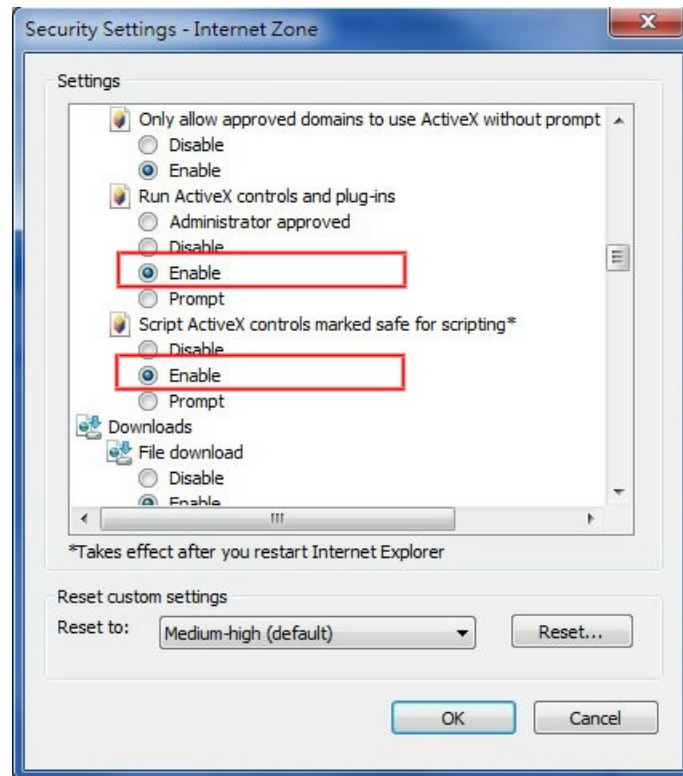 Security Settings - Internet Zone
Settings
Only allow approved domains to use ActiveX without prompt
Disable
Enable
Run ActiveX controls and plug-ins
Administrator approved
Disable
Enable
Prompt
Script ActiveX controls marked safe for scripting*
Disable
Enable
Prompt
Downloads
File download
Disable
Enable
*Takes effect after you restart Internet Explorer
Reset custom settings
Reset to: Medium-high (default) Reset...
OK Cancel